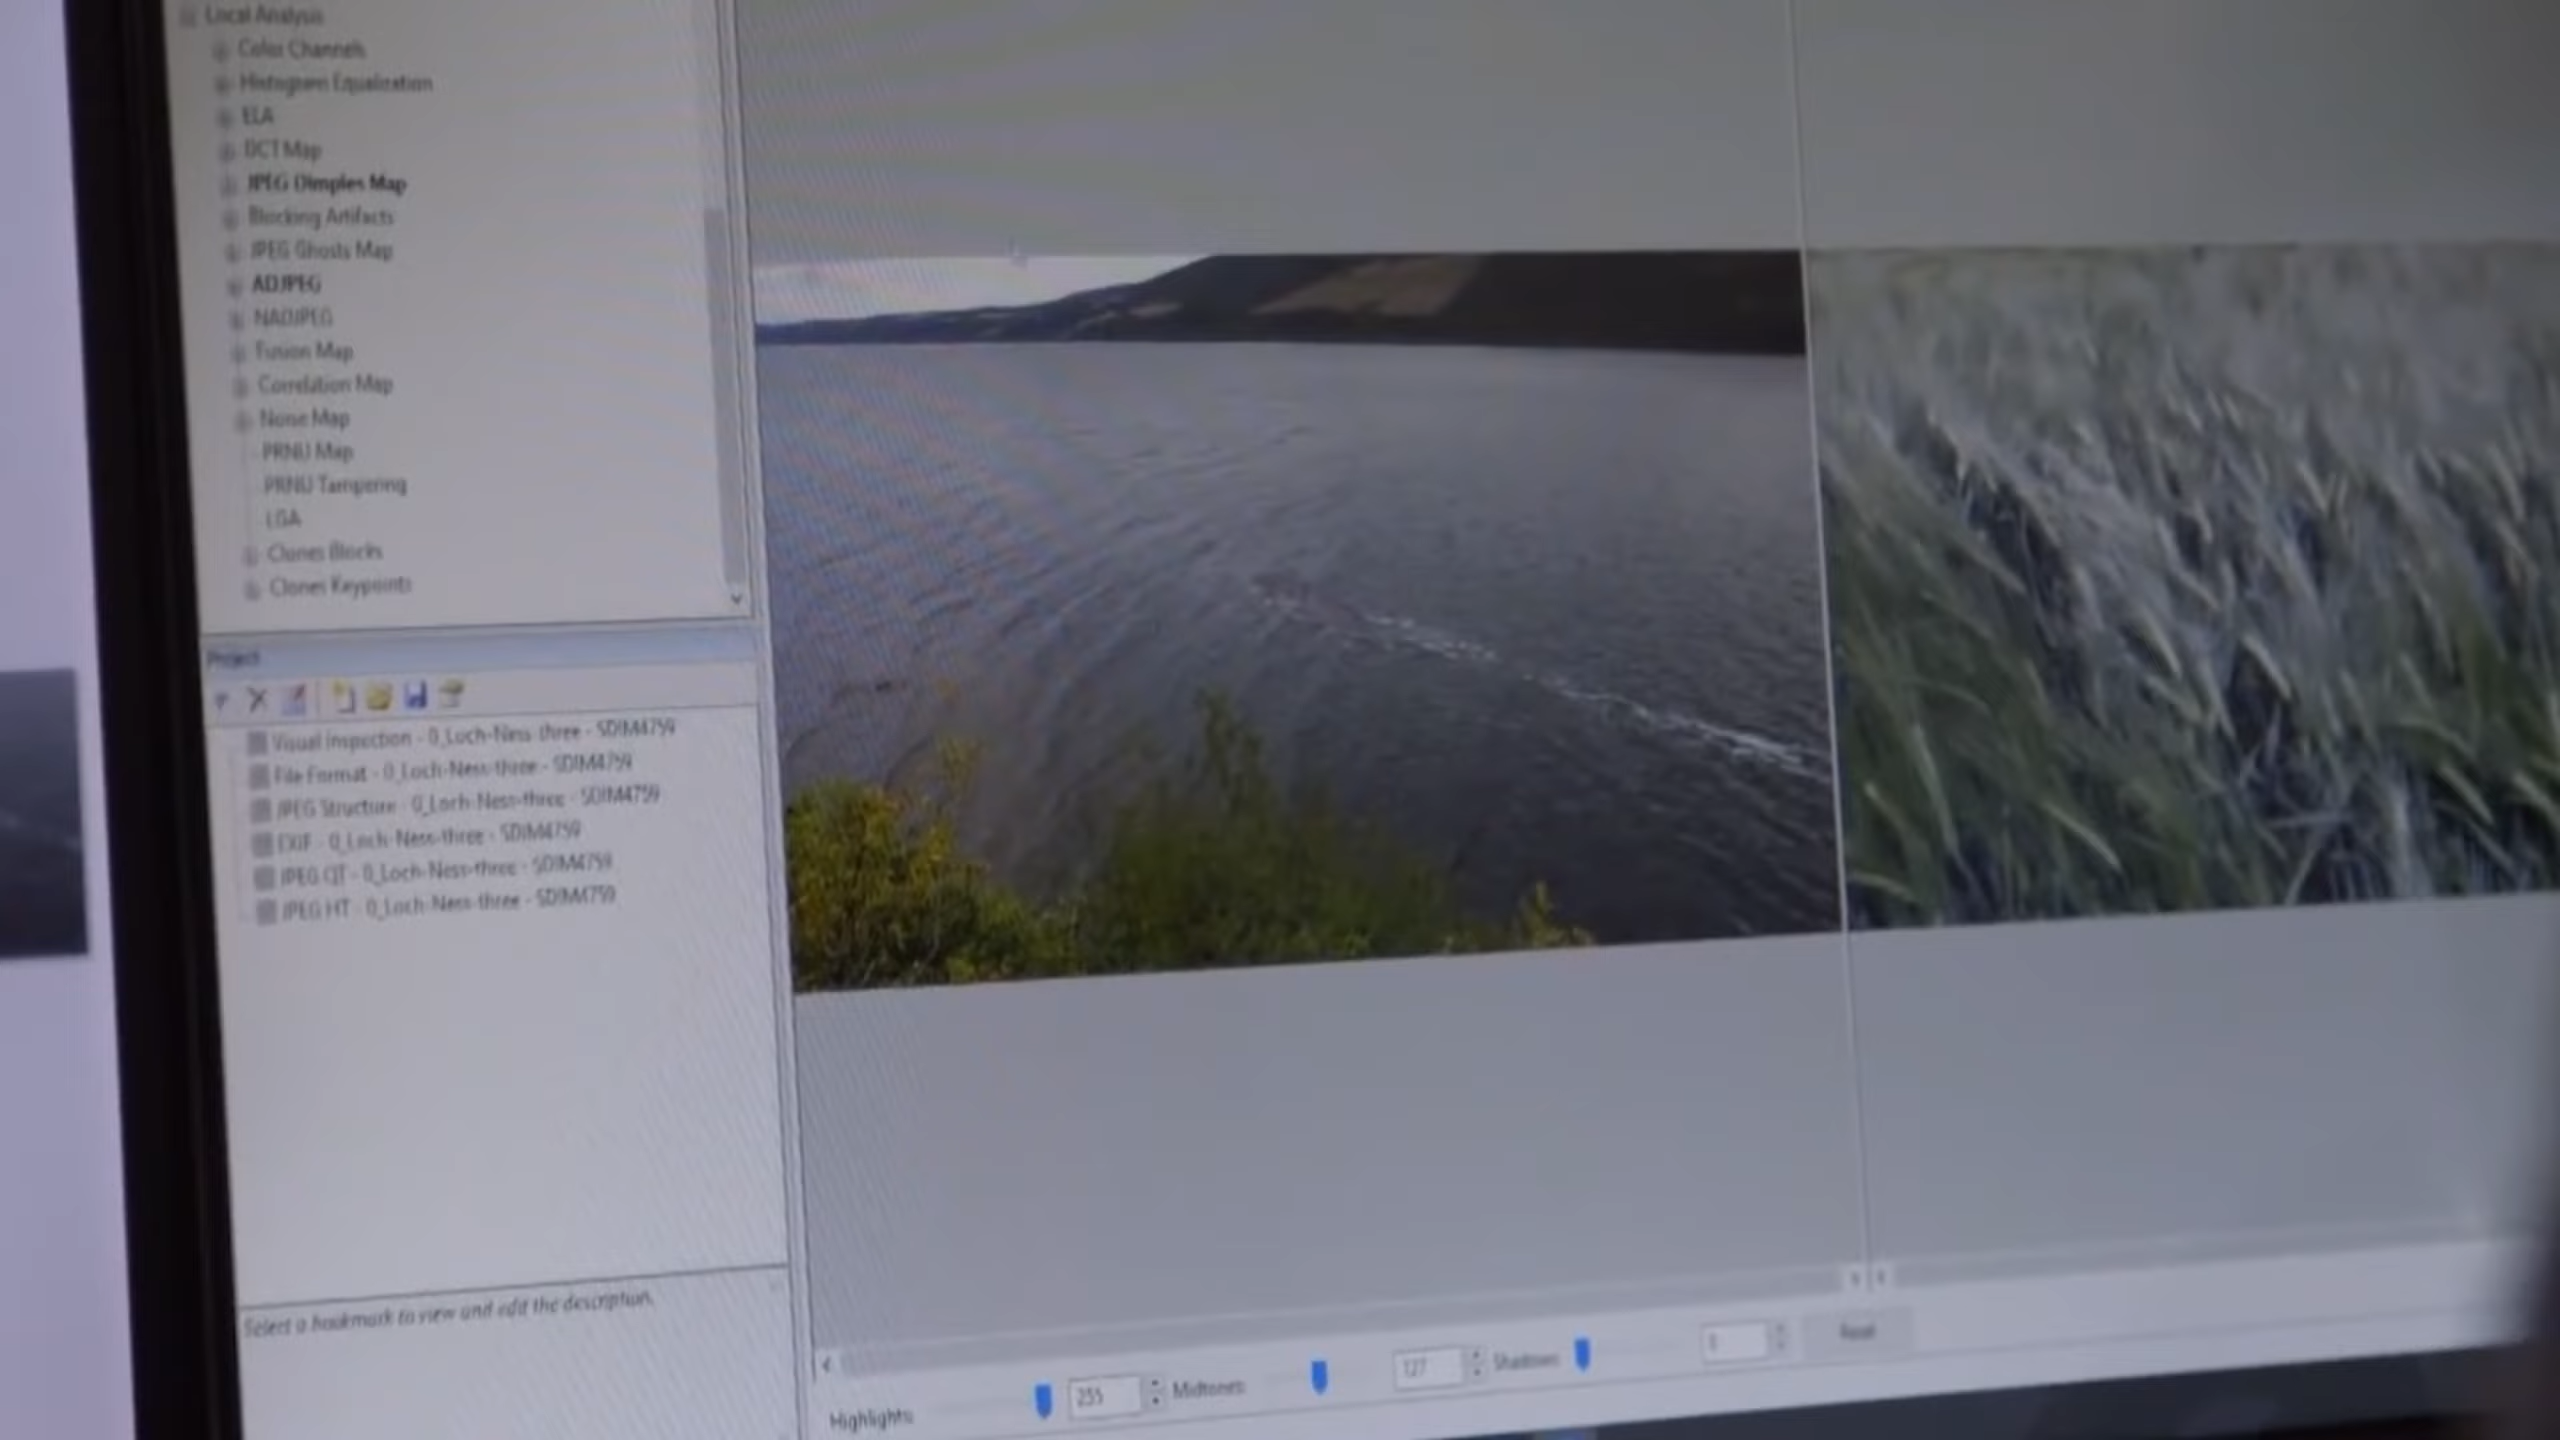 Local Analysis
Color Channels
Histogram Equalization
ELA
DCT Map
JPEG Dimples Map
Blocking Artifacts
JPEG Ghosts Map
ADJPEG
NADJPEG
Fusion Map
Correlation Map
Noise Map
PRNU Map
PRNU Tampering
LGA
Clones Blocks
Clones Keypoints
Project
Visual Inspection - 0_Loch-Ness-three - SDIM4759
File Format - 0_Loch-Ness-three - SDIM4759
JPEG Structure - 0_Loch-Ness-three - SDIM4759
EXIF - 0_Loch-Ness-three - SDIM4759
JPEG QT - 0_Loch-Ness-three - SDIM4759
JPEG HT - 0_Loch-Ness-three - SDIM4759
Select a bookmark to view and edit the description.
Highlights: 255 Midtones: 127 Shadows: Reset